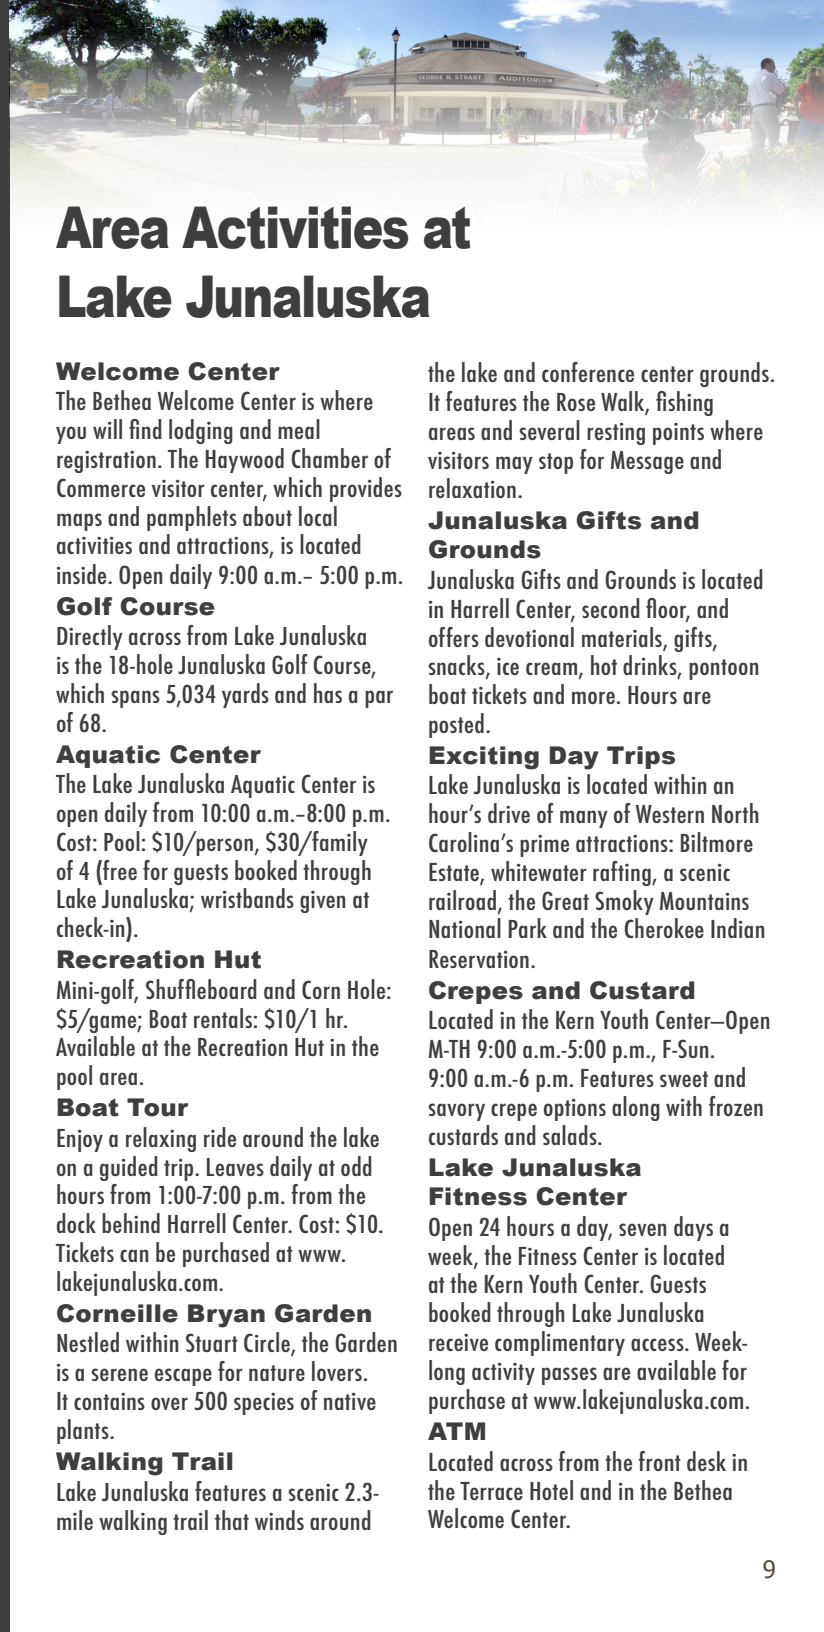 GEORGE R. STUART AUDITORIUM
Area Activities at
Lake Junaluska
Welcome Center
The Bethea Welcome Center is where
you will find lodging and meal
registration. The Haywood Chamber of
Commerce visitor center, which provides
maps and pamphlets about local
activities and attractions, is located
inside. Open daily 9:00 a.m.– 5:00 p.m.
Golf Course
Directly across from Lake Junaluska
is the 18-hole Junaluska Golf Course,
which spans 5,034 yards and has a par
of 68.
Aquatic Center
The Lake Junaluska Aquatic Center is
open daily from 10:00 a.m.–8:00 p.m.
Cost: Pool: $10/person, $30/family
of 4 (free for guests booked through
Lake Junaluska; wristbands given at
check-in).
Recreation Hut
Mini-golf, Shuffleboard and Corn Hole:
$5/game; Boat rentals: $10/1 hr.
Available at the Recreation Hut in the
pool area.
Boat Tour
Enjoy a relaxing ride around the lake
on a guided trip. Leaves daily at odd
hours from 1:00-7:00 p.m. from the
dock behind Harrell Center. Cost: $10.
Tickets can be purchased at www.
lakejunaluska.com.
Corneille Bryan Garden
Nestled within Stuart Circle, the Garden
is a serene escape for nature lovers.
It contains over 500 species of native
plants.
Walking Trail
Lake Junaluska features a scenic 2.3-
mile walking trail that winds around
the lake and conference center grounds.
It features the Rose Walk, fishing
areas and several resting points where
visitors may stop for Message and
relaxation.
Junaluska Gifts and
Grounds
Junaluska Gifts and Grounds is located
in Harrell Center, second floor, and
offers devotional materials, gifts,
snacks, ice cream, hot drinks, pontoon
boat tickets and more. Hours are
posted.
Exciting Day Trips
Lake Junaluska is located within an
hour's drive of many of Western North
Carolina's prime attractions: Biltmore
Estate, whitewater rafting, a scenic
railroad, the Great Smoky Mountains
National Park and the Cherokee Indian
Reservation.
Crepes and Custard
Located in the Kern Youth Center—Open
M-TH 9:00 a.m.-5:00 p.m., F-Sun.
9:00 a.m.-6 p.m. Features sweet and
savory crepe options along with frozen
custards and salads.
Lake Junaluska
Fitness Center
Open 24 hours a day, seven days a
week, the Fitness Center is located
at the Kern Youth Center. Guests
booked through Lake Junaluska
receive complimentary access. Week-
long activity passes are available for
purchase at www.lakejunaluska.com.
ATM
Located across from the front desk in
the Terrace Hotel and in the Bethea
Welcome Center.
9